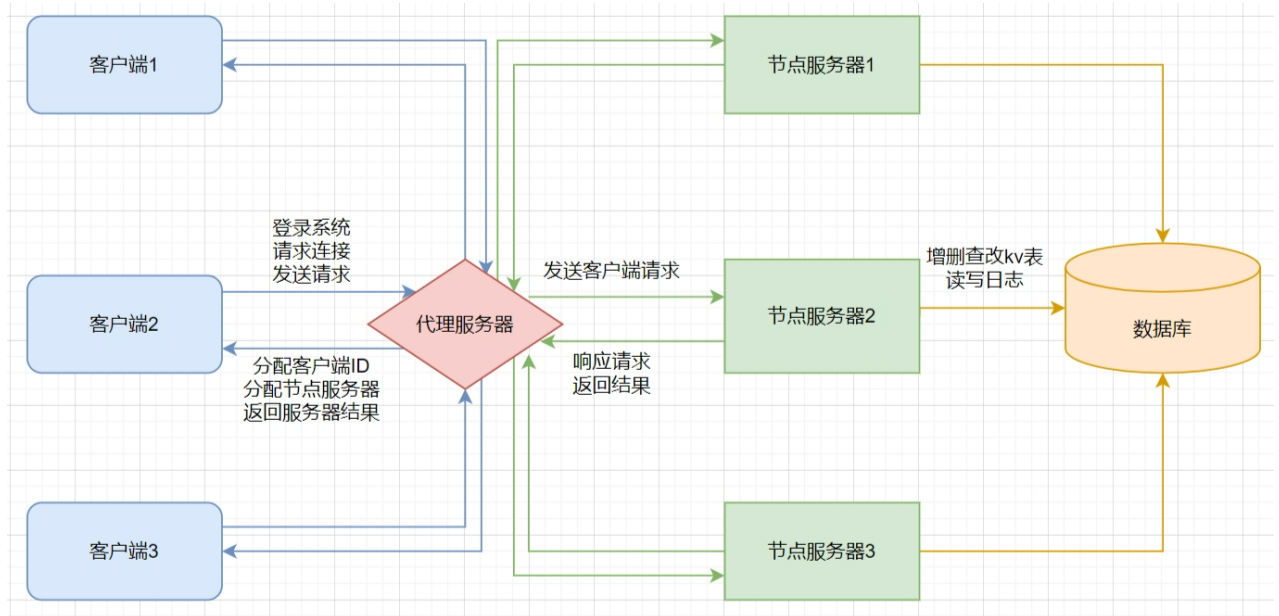 客户端1
节点服务器1
登录系统
请求连接
发送请求
客户端2
代理服务器
发送客户端请求
节点服务器2
增删查改kv表
读写日志
数据库
分配客户端ID
分配节点服务器
返回服务器结果
响应请求
返回结果
客户端3
节点服务器3